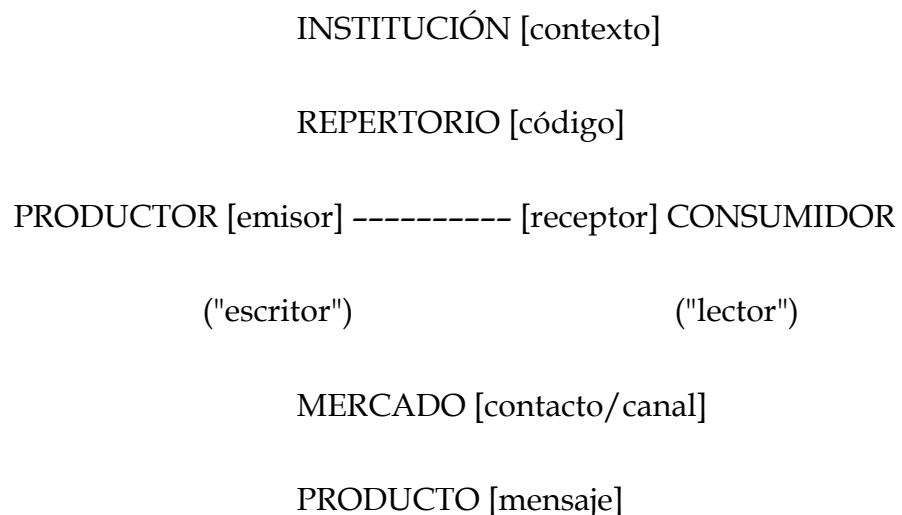 INSTITUCIÓN [contexto]
REPERTORIO [código]
PRODUCTOR [emisor] ---------- [receptor] CONSUMIDOR
("escritor") ("lector")
MERCADO [contacto/canal]
PRODUCTO [mensaje]